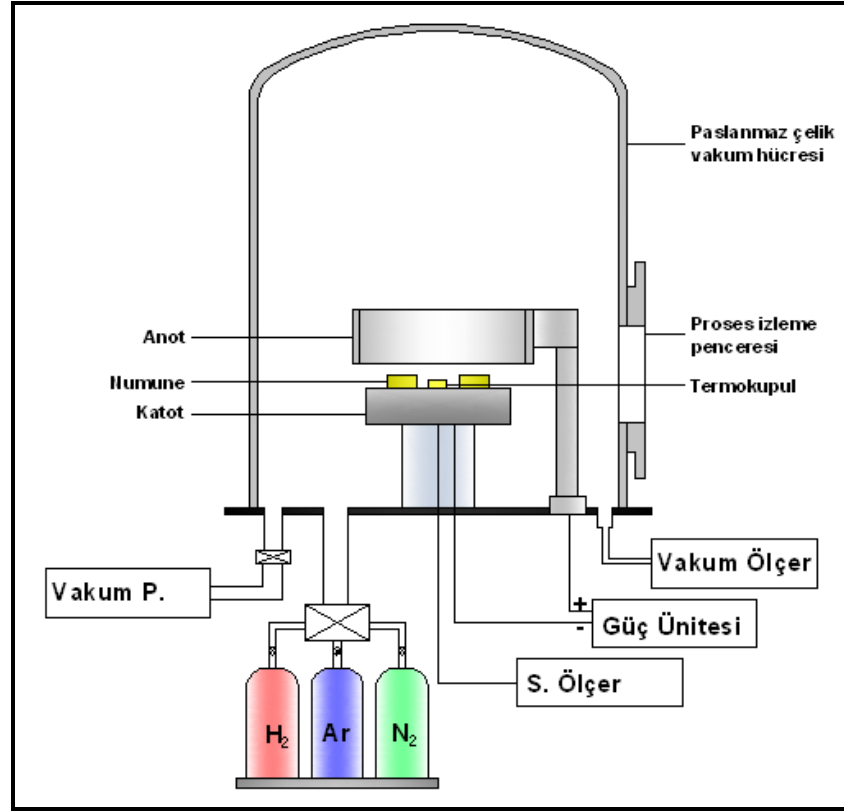 Paslanmaz çelik
vakum hücresi
Anot
Proses izleme
penceresi
Numune
Termokupul
Katot
Vakum Ölçer
Vakum P.
+
-
Güç Ünitesi
S. Ölçer
H₂
Ar
N₂